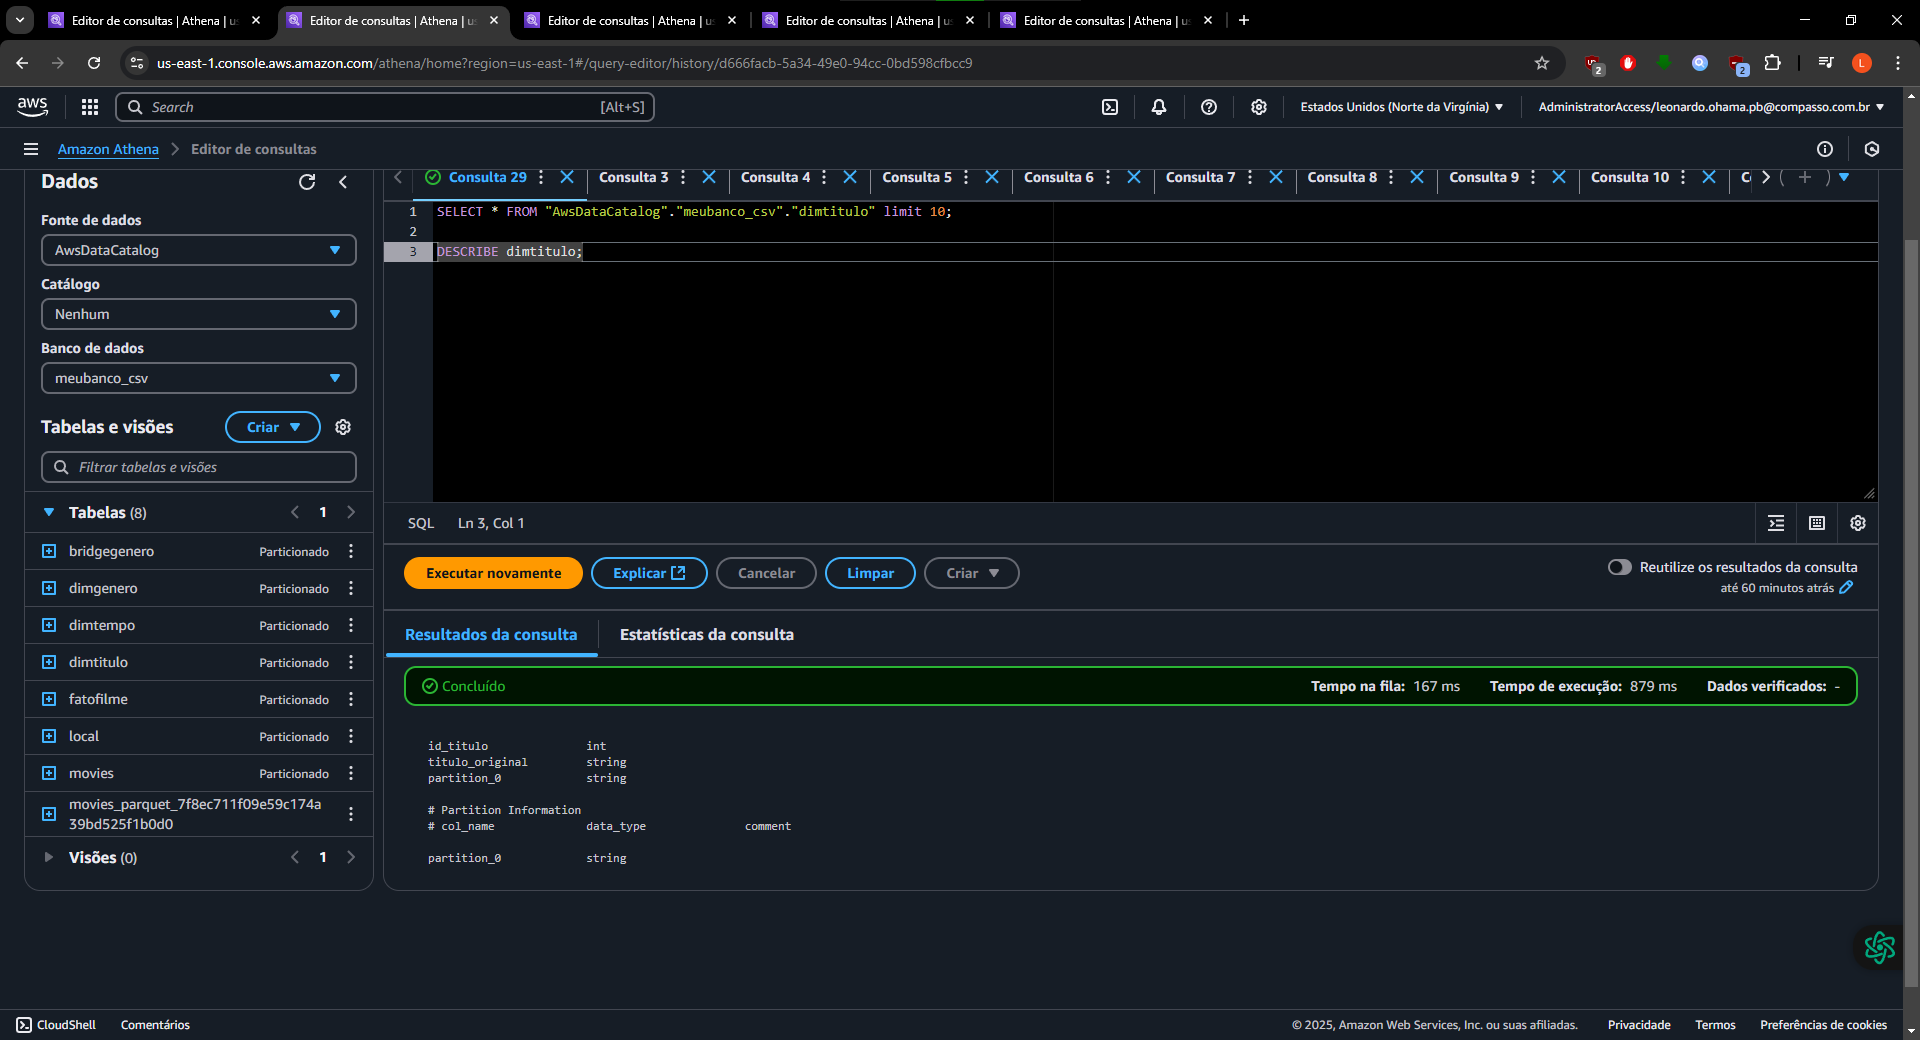 Editor de consultas | Athena | us
Editor de consultas | Athena | us
Editor de consultas | Athena | us
Editor de consultas | Athena | us
Editor de consultas | Athena | us
us-east-1.console.aws.amazon.com/athena/home?region=us-east-1#/query-editor/history/d666facb-5a34-49e0-94cc-0bd598cfbcc9
2
2
L
aws
Search
[Alt+S]
Estados Unidos (Norte da Virgínia)
AdministratorAccess/leonardo.ohama.pb@compasso.com.br
Amazon Athena
Editor de consultas
Dados
Fonte de dados
AwsDataCatalog
Catálogo
Nenhum
Banco de dados
meubanco_csv
Tabelas e visões
Criar
Filtrar tabelas e visões
Tabelas (8)
1
bridgegenero Particionado
dimgenero Particionado
dimtempo Particionado
dimtitulo Particionado
fatofilme Particionado
local Particionado
movies Particionado
movies_parquet_7f8ec711f09e59c174a
39bd525f1b0d0
Visões (0)
1
Consulta 29
Consulta 3
Consulta 4
Consulta 5
Consulta 6
Consulta 7
Consulta 8
Consulta 9
Consulta 10
1 SELECT * FROM "AwsDataCatalog"."meubanco_csv"."dimtitulo" limit 10;
2
3 DESCRIBE dimtitulo;
SQL Ln 3, Col 1
Executar novamente
Explicar
Cancelar
Limpar
Criar
Reutilize os resultados da consulta
até 60 minutos atrás
Resultados da consulta
Estatísticas da consulta
Concluído
Tempo na fila: 167 ms
Tempo de execução: 879 ms
Dados verificados: -
id_titulo int
titulo_original string
partition_0 string
# Partition Information
# col_name data_type comment
partition_0 string
CloudShell
Comentários
© 2025, Amazon Web Services, Inc. ou suas afiliadas.
Privacidade
Termos
Preferências de cookies